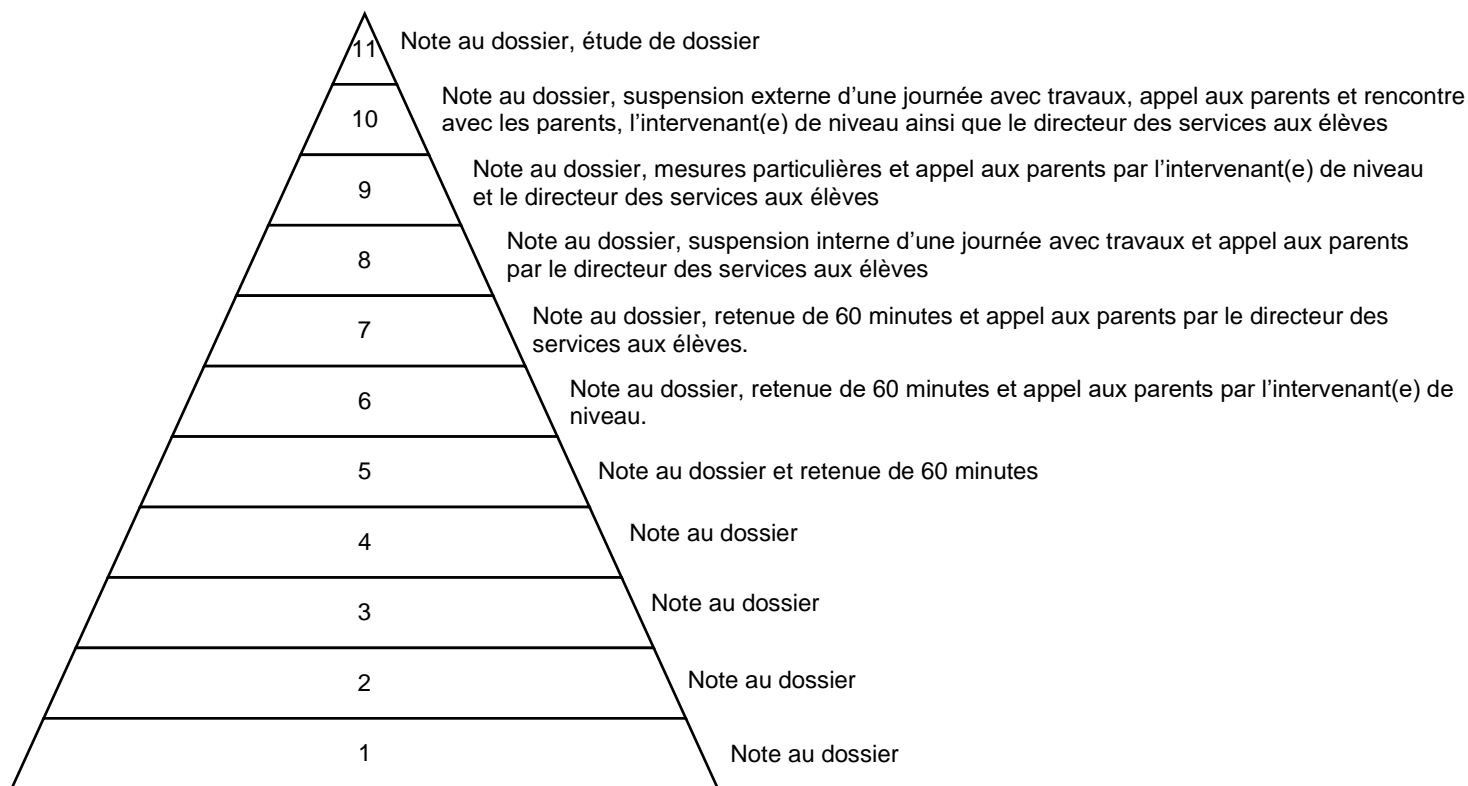 11 Note au dossier, étude de dossier
10 Note au dossier, suspension externe d’une journée avec travaux, appel aux parents et rencontre
avec les parents, l’intervenant(e) de niveau ainsi que le directeur des services aux élèves
9 Note au dossier, mesures particulières et appel aux parents par l’intervenant(e) de niveau
et le directeur des services aux élèves
8 Note au dossier, suspension interne d’une journée avec travaux et appel aux parents
par le directeur des services aux élèves
7 Note au dossier, retenue de 60 minutes et appel aux parents par le directeur des
services aux élèves.
6 Note au dossier, retenue de 60 minutes et appel aux parents par l’intervenant(e) de
niveau.
5 Note au dossier et retenue de 60 minutes
4 Note au dossier
3 Note au dossier
2 Note au dossier
1 Note au dossier